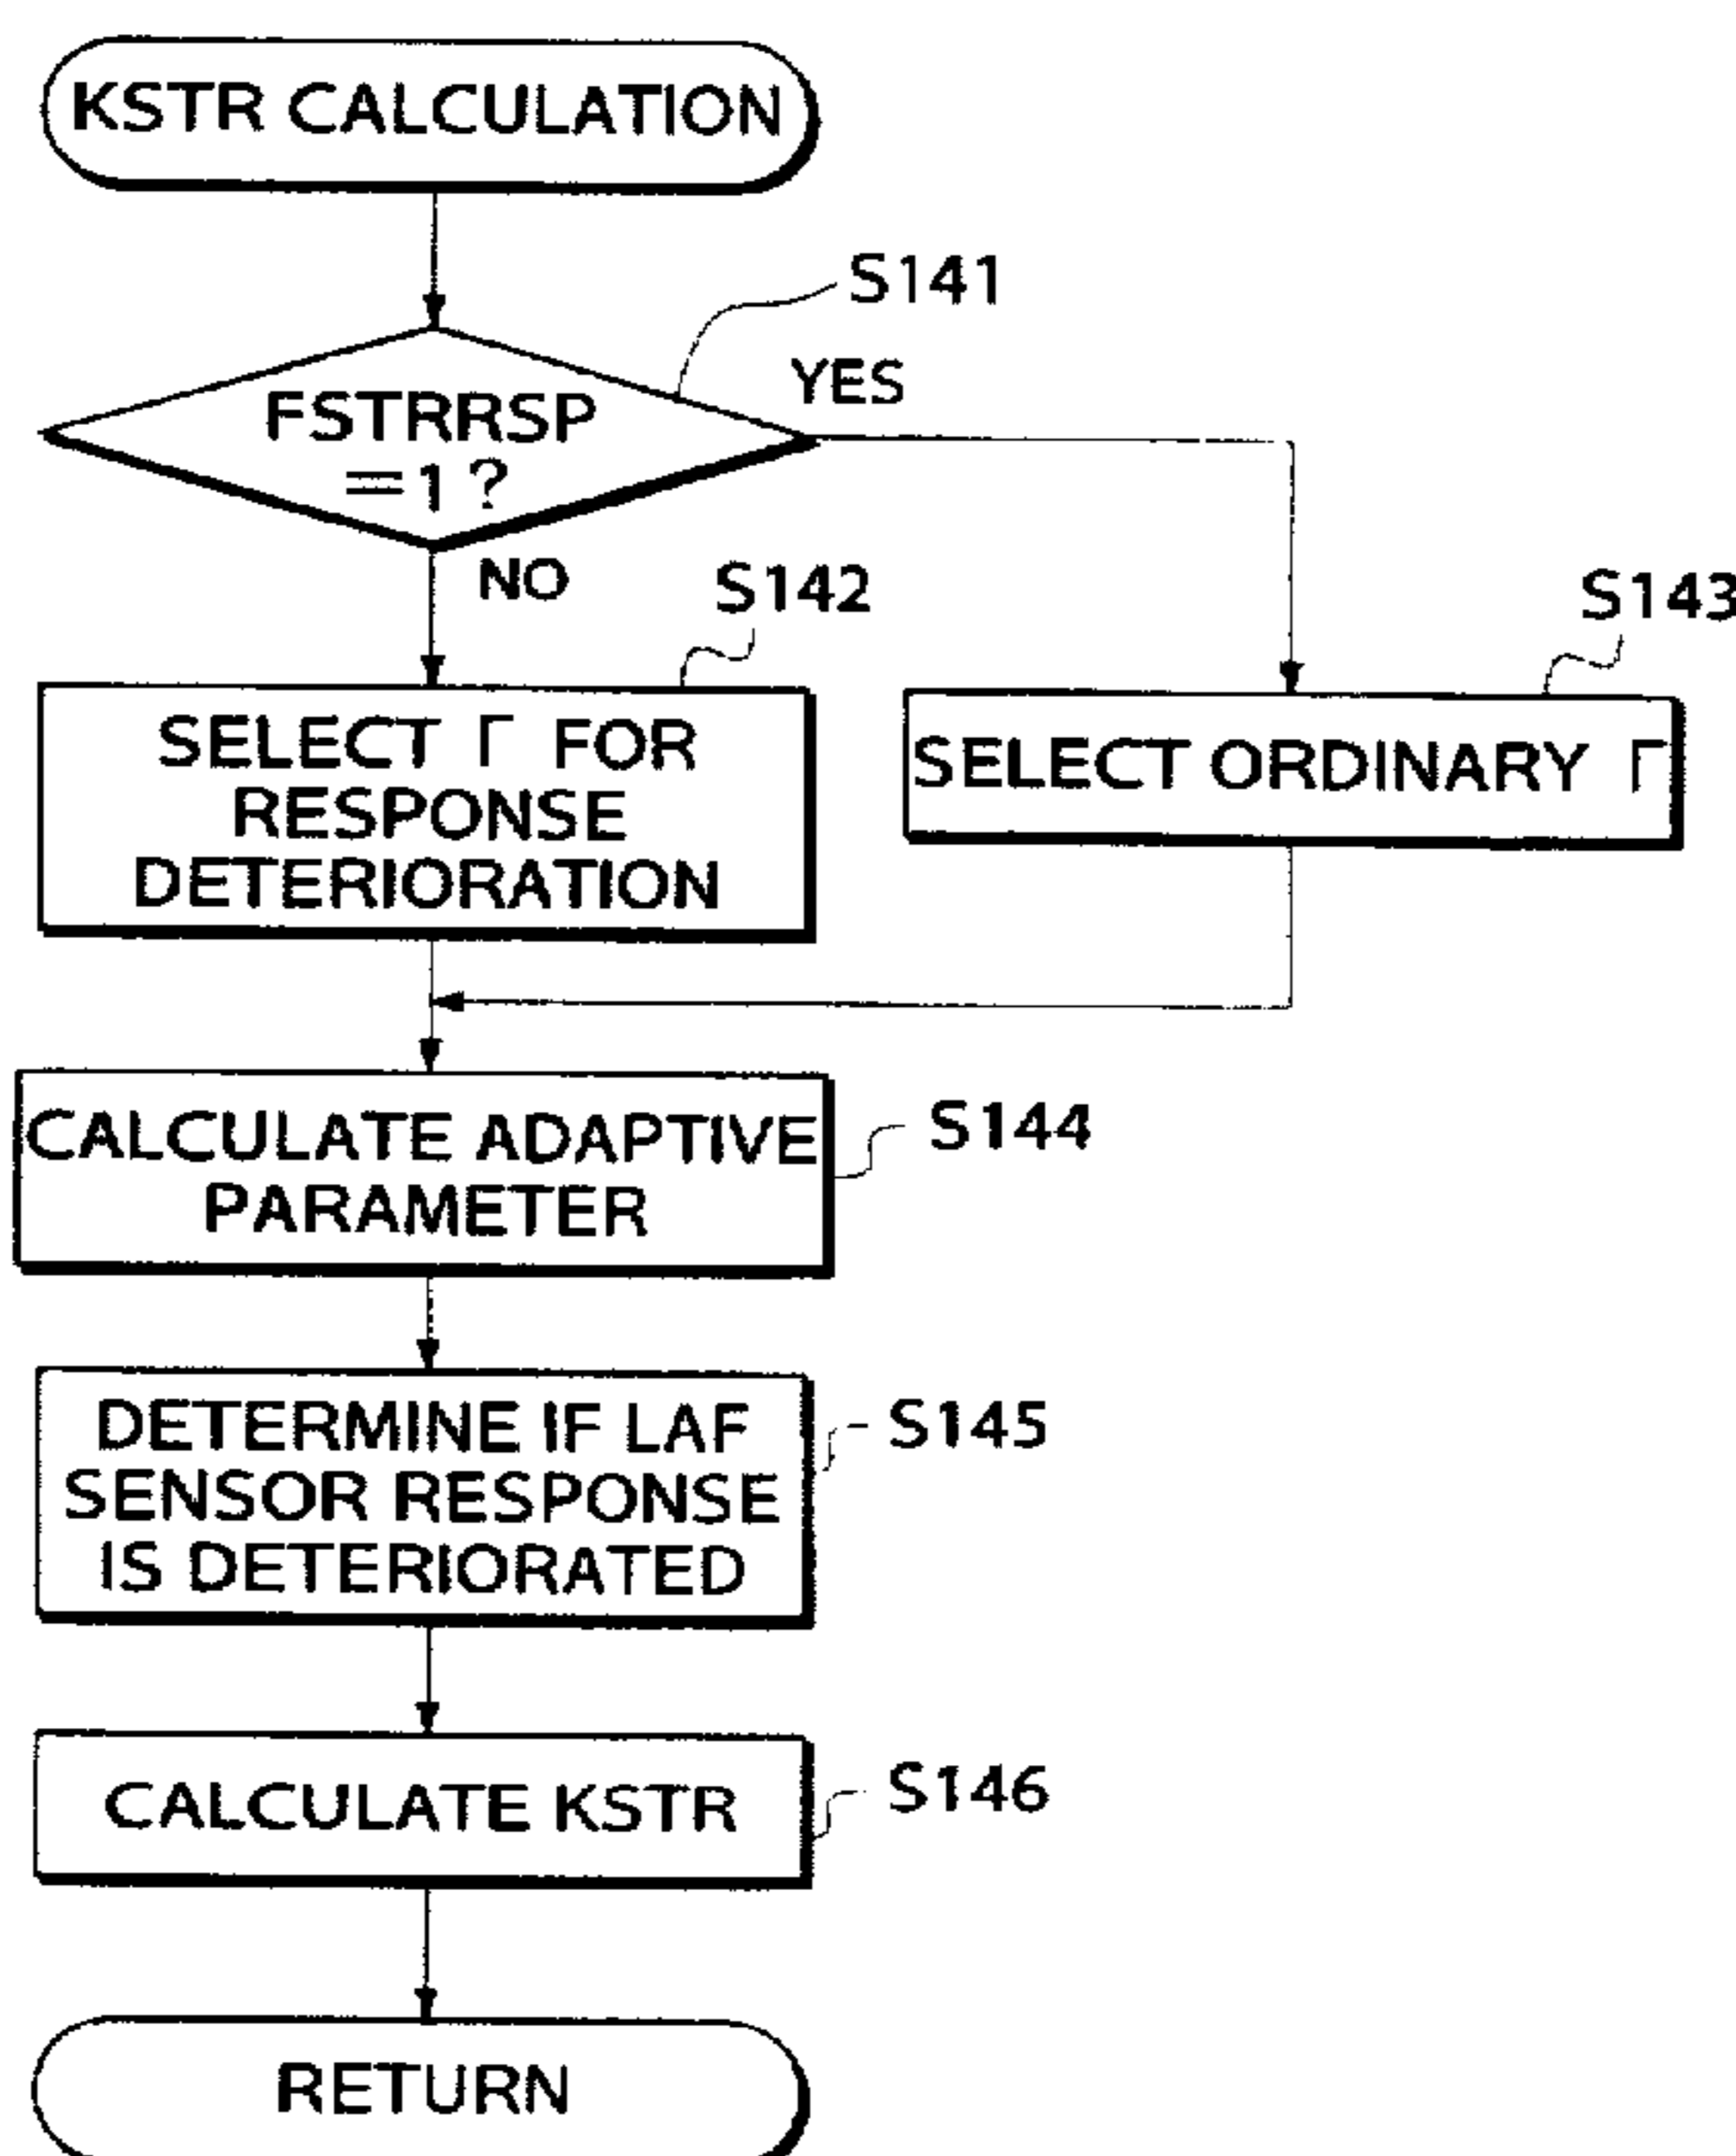 KSTR CALCULATION
S141
YES
FSTRRSP
=1 ?
NO
S142
S143
SELECT Γ FOR
RESPONSE
DETERIORATION
SELECT ORDINARY Γ
CALCULATE ADAPTIVE
PARAMETER
S144
DETERMINE IF LAF
SENSOR RESPONSE
IS DETERIORATED
S145
CALCULATE KSTR
S146
RETURN